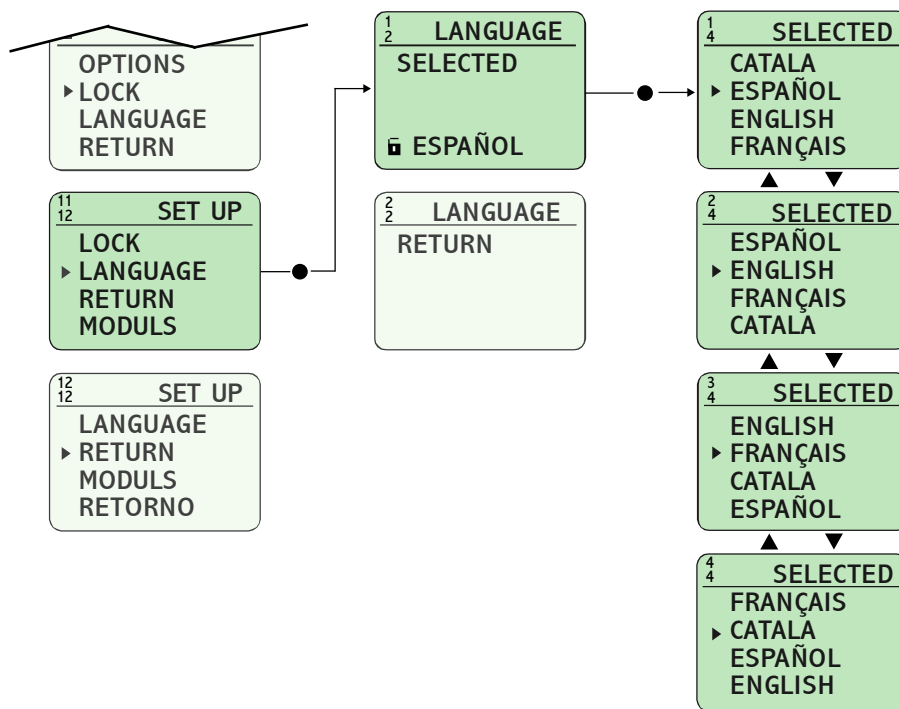 OPTIONS
LOCK
LANGUAGE
RETURN
11
12
SET UP
LOCK
LANGUAGE
RETURN
MODULS
12
12
SET UP
LANGUAGE
RETURN
MODULS
RETORNO
1
2
LANGUAGE
SELECTED
ESPAÑOL
2
2
LANGUAGE
RETURN
1
4
SELECTED
CATALA
ESPAÑOL
ENGLISH
FRANÇAIS
2
4
SELECTED
ESPAÑOL
ENGLISH
FRANÇAIS
CATALA
3
4
SELECTED
ENGLISH
FRANÇAIS
CATALA
ESPAÑOL
4
4
SELECTED
FRANÇAIS
CATALA
ESPAÑOL
ENGLISH